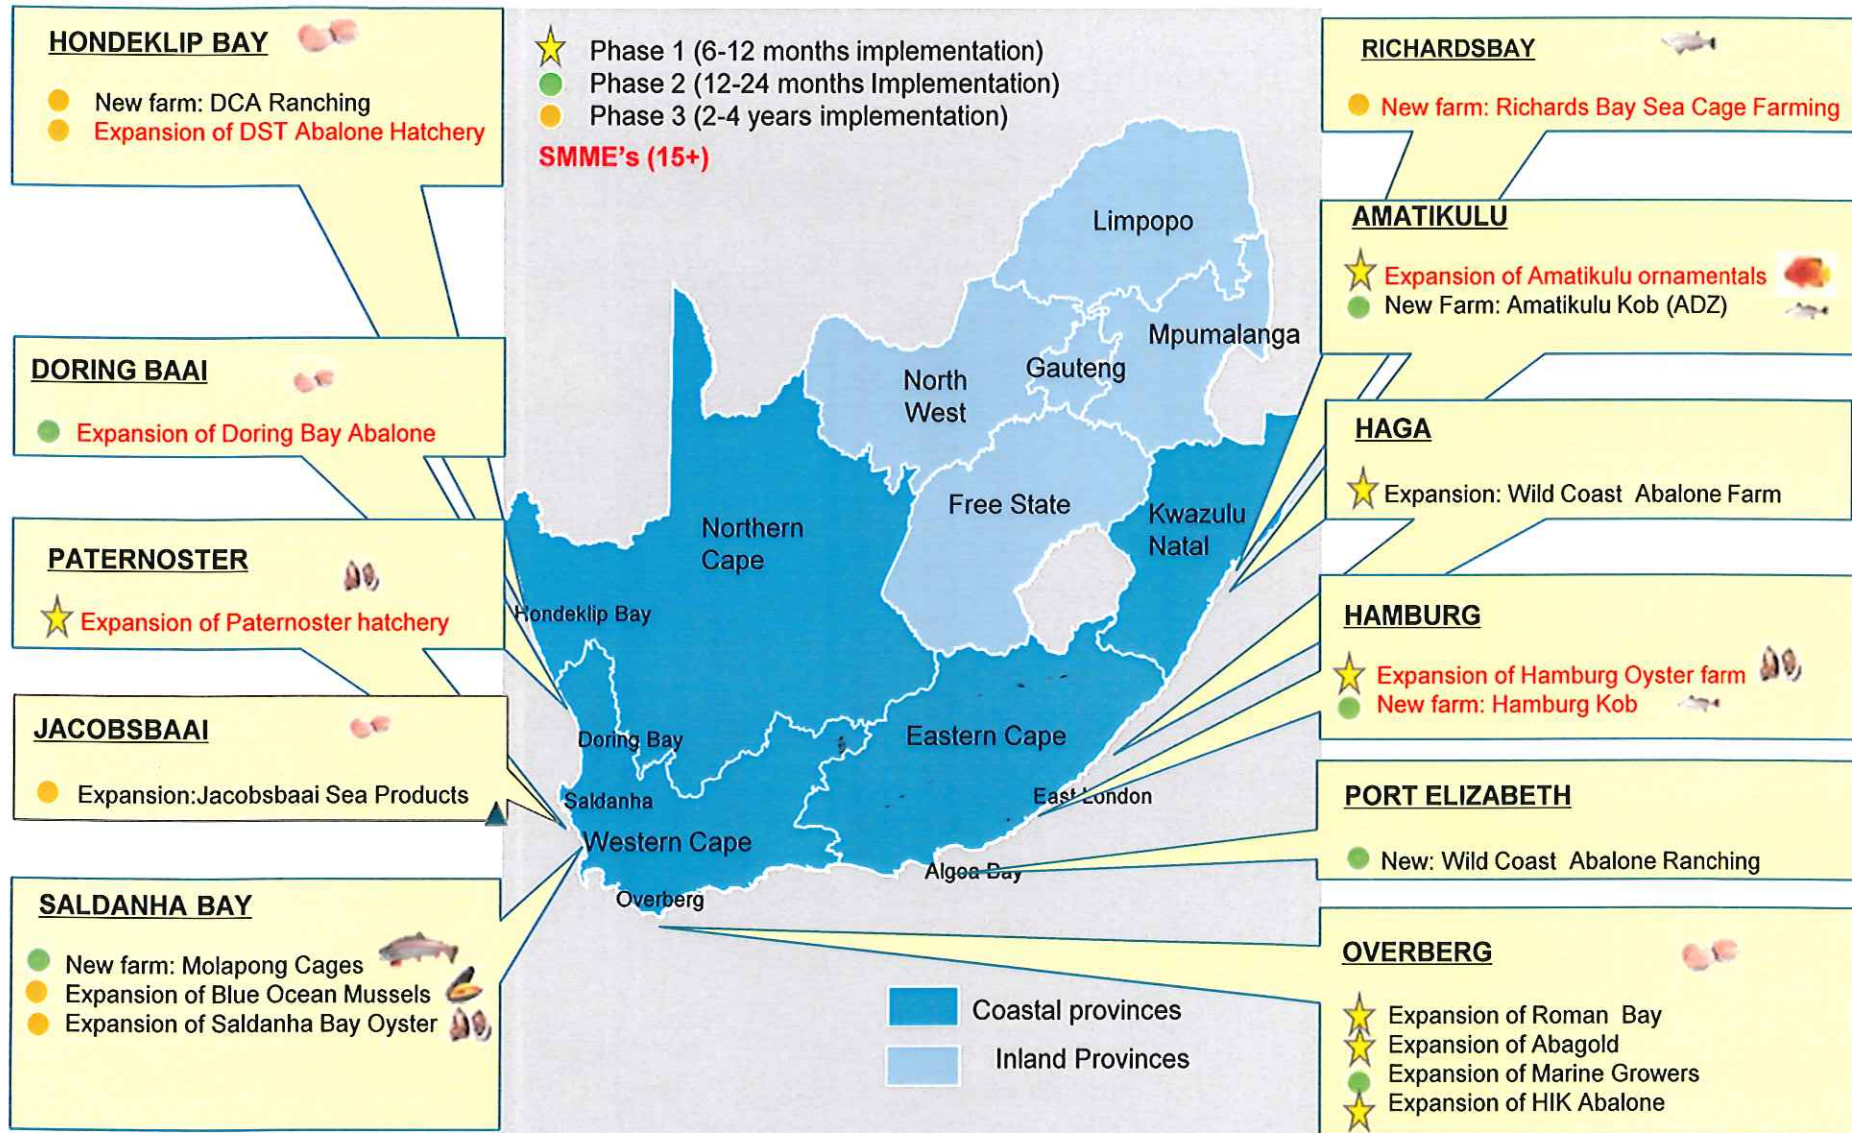 HONDEKLIP BAY
New farm: DCA Ranching
Expansion of DST Abalone Hatchery
DORING BAAI
Expansion of Doring Bay Abalone
PATERNOSTER
Expansion of Paternoster hatchery
JACOBSBAAI
Expansion:Jacobsbaai Sea Products
SALDANHA BAY
New farm: Molapong Cages
Expansion of Blue Ocean Mussels
Expansion of Saldanha Bay Oyster
Phase 1 (6-12 months implementation)
Phase 2 (12-24 months Implementation)
Phase 3 (2-4 years implementation)
SMME's (15+)
Limpopo
Mpumalanga
Gauteng
North
West
Free State
Kwazulu
Natal
Northern
Cape
Hondeklip Bay
Doring Bay
Eastern Cape
Saldanha
East London
Western Cape
Algoa Bay
Overberg
Coastal provinces
Inland Provinces
RICHARDSBAY
New farm: Richards Bay Sea Cage Farming
AMATIKULU
Expansion of Amatikulu ornamentals
New Farm: Amatikulu Kob (ADZ)
HAGA
Expansion: Wild Coast Abalone Farm
HAMBURG
Expansion of Hamburg Oyster farm
New farm: Hamburg Kob
PORT ELIZABETH
New: Wild Coast Abalone Ranching
OVERBERG
Expansion of Roman Bay
Expansion of Abagold
Expansion of Marine Growers
Expansion of HIK Abalone